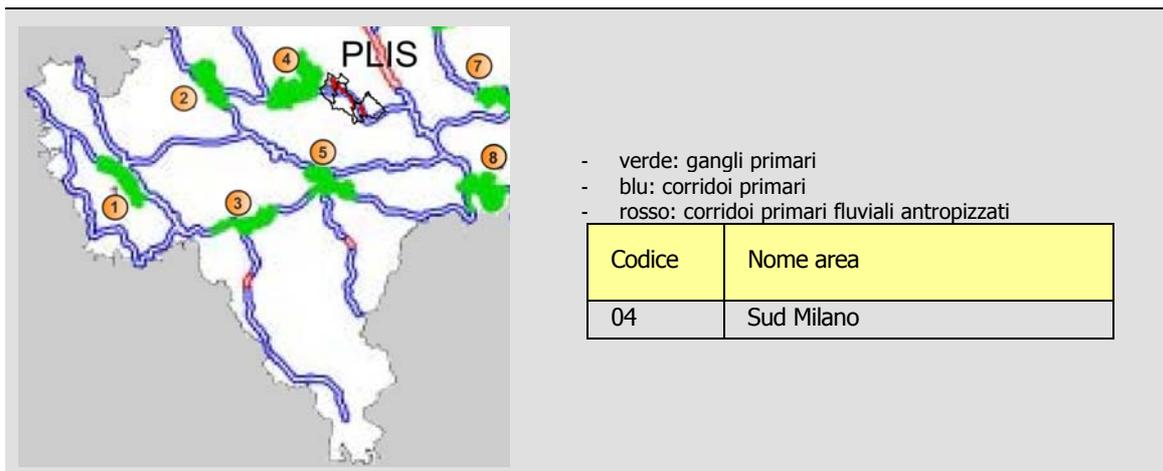 PLIS
4
7
2
5
8
1
3
- verde: gangli primari
- blu: corridoi primari
- rosso: corridoi primari fluviali antropizzati
Codice Nome area
04 Sud Milano